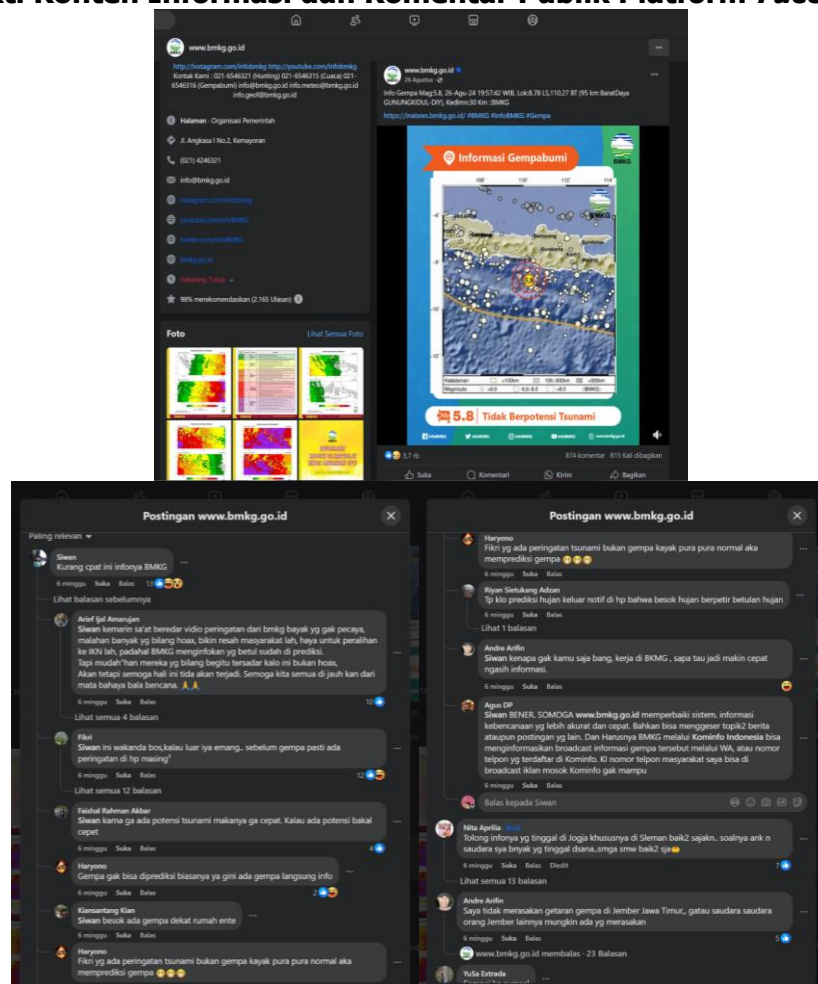 Konten Informasi dan Komentar Publik Platform
www.bmkg.go.id
http://instagram.com/infobmkg http://youtube.com/infobmkg
Kontak Kami : 021-6546321 (Hunting) 021-6546315 (Cuaca) 021-
6546316 (Gempabumi) info@bmkg.go.id info.meteo@bmkg.go.id
info.geof@bmkg.go.id
Halaman · Organisasi Pemerintah
Jl. Angkasa I No.2, Kemayoran
(021) 4246321
info@bmkg.go.id
instagram.com/infobmkg
youtube.com/infoBMKG
twitter.com/infoBMKG
bmkg.go.id
Sekarang Tutup
98% merekomendasikan (2.165 Ulasan)
Foto
Lihat Semua Foto
www.bmkg.go.id
26 Agustus
Info Gempa Mag:5.8, 26-Agu-24 19:57:42 WIB, Lok:8.78 LS,110.27 BT (95 km BaratDaya
GUNUNGKIDUL-DIY), Kedlmn:30 Km ::BMKG
https://inatews.bmkg.go.id/ #BMKG #infoBMKG #Gempa
Informasi Gempabumi
BMKG
108° 110° 112° 114°
Semarang
Surakarta
BMKG
-8°
-10°
-12°
Kedalaman <100km 100-300km >300km
Magnitudo
5.8 Tidak Berpotensi Tsunami
3,7 rb
874 komentar 815 Kali dibagikan
Suka Komentari Kirim Bagikan
Postingan www.bmkg.go.id
Paling relevan
Siwan
Kurang cpat ini infonya BMKG
6 minggu Suka Balas 13
Lihat balasan sebelumnya
Arief Ijal Amarujan
Siwan kemarin sa'at beredar vidio peringatan dari bmkg bayak yg gak pecaya,
malahan banyak yg bilang hoax, bikin resah masyarakat lah, haya untuk peralihan
ke IKN lah, padahal BMKG menginfokan yg betul sudah di prediksi.
Tapi mudah"han mereka yg bilang begitu tersadar kalo ini bukan hoax,
Akan tetapi semoga hali ini tida akan terjadi. Semoga kita semua di jauh kan dari
mata bahaya bala bencana. 🙏🙏
6 minggu Suka Balas 10
Lihat semua 4 balasan
Fikri
Siwan ini wakanda bos,kalau luar iya emang.. sebelum gempa pasti ada
peringatan di hp masing²
6 minggu Suka Balas 12
Lihat semua 12 balasan
Faishal Rahman Akbar
Siwan karna ga ada potensi tsunami makanya ga cepat. Kalau ada potensi bakal
cepet
6 minggu Suka Balas 4
Haryono
Gempa gak bisa diprediksi biasanya ya gini ada gempa langsung info
6 minggu Suka Balas 2
Kiansantang Kian
Siwan besok ada gempa dekat rumah ente
6 minggu Suka Balas
Haryono
Fikri yg ada peringatan tsunami bukan gempa kayak pura pura normal aka
memprediksi gempa 😁😁😁
Postingan www.bmkg.go.id
Haryono
Fikri yg ada peringatan tsunami bukan gempa kayak pura pura normal aka
memprediksi gempa 😁😁😁
6 minggu Suka Balas
Riyan Sietukang Adzan
Tp klo prediksi hujan keluar notif di hp bahwa besok hujan berpetir betulan hujan
6 minggu Suka Balas
Lihat 1 balasan
Andre Arifin
Siwan kenapa gak kamu saja bang, kerja di BKMG , sapa tau jadi makin cepat
ngasih informasi.
6 minggu Suka Balas
Agus DP
Siwan BENER. SOMOGA www.bmkg.go.id memperbaiki sistem. informasi
kebencanaan yg lebih akurat dan cepat. Bahkan bisa menggeser topik2 berita
ataupun postingan yg lain. Dan Harusnya BMKG melalui Kominfo Indonesia bisa
menginformasikan broadcast informasi gempa tersebut melalui WA, atau nomor
telpon yg terdaftar di Kominfo. Kl nomor telpon masyarakat saja bisa di
broadcast iklan mosok Kominfo gak mampu
6 minggu Suka Balas
Balas kepada Siwan
Nita Aprilia
Tolong infonya yg tinggal di Jogja khususnya di Sleman baik2 sajakn.. soalnya ank n
saudara sya bnyak yg tinggal dsana..smga smw baik2 sja
6 minggu Suka Balas Diedit 7
Lihat semua 13 balasan
Andre Arifin
Saya tidak merasakan getaran gempa di Jember Jawa Timur,, gatau saudara saudara
orang Jember lainnya mungkin ada yg merasakan
6 minggu Suka Balas 5
www.bmkg.go.id membalas · 23 Balasan
YuSa Extrada